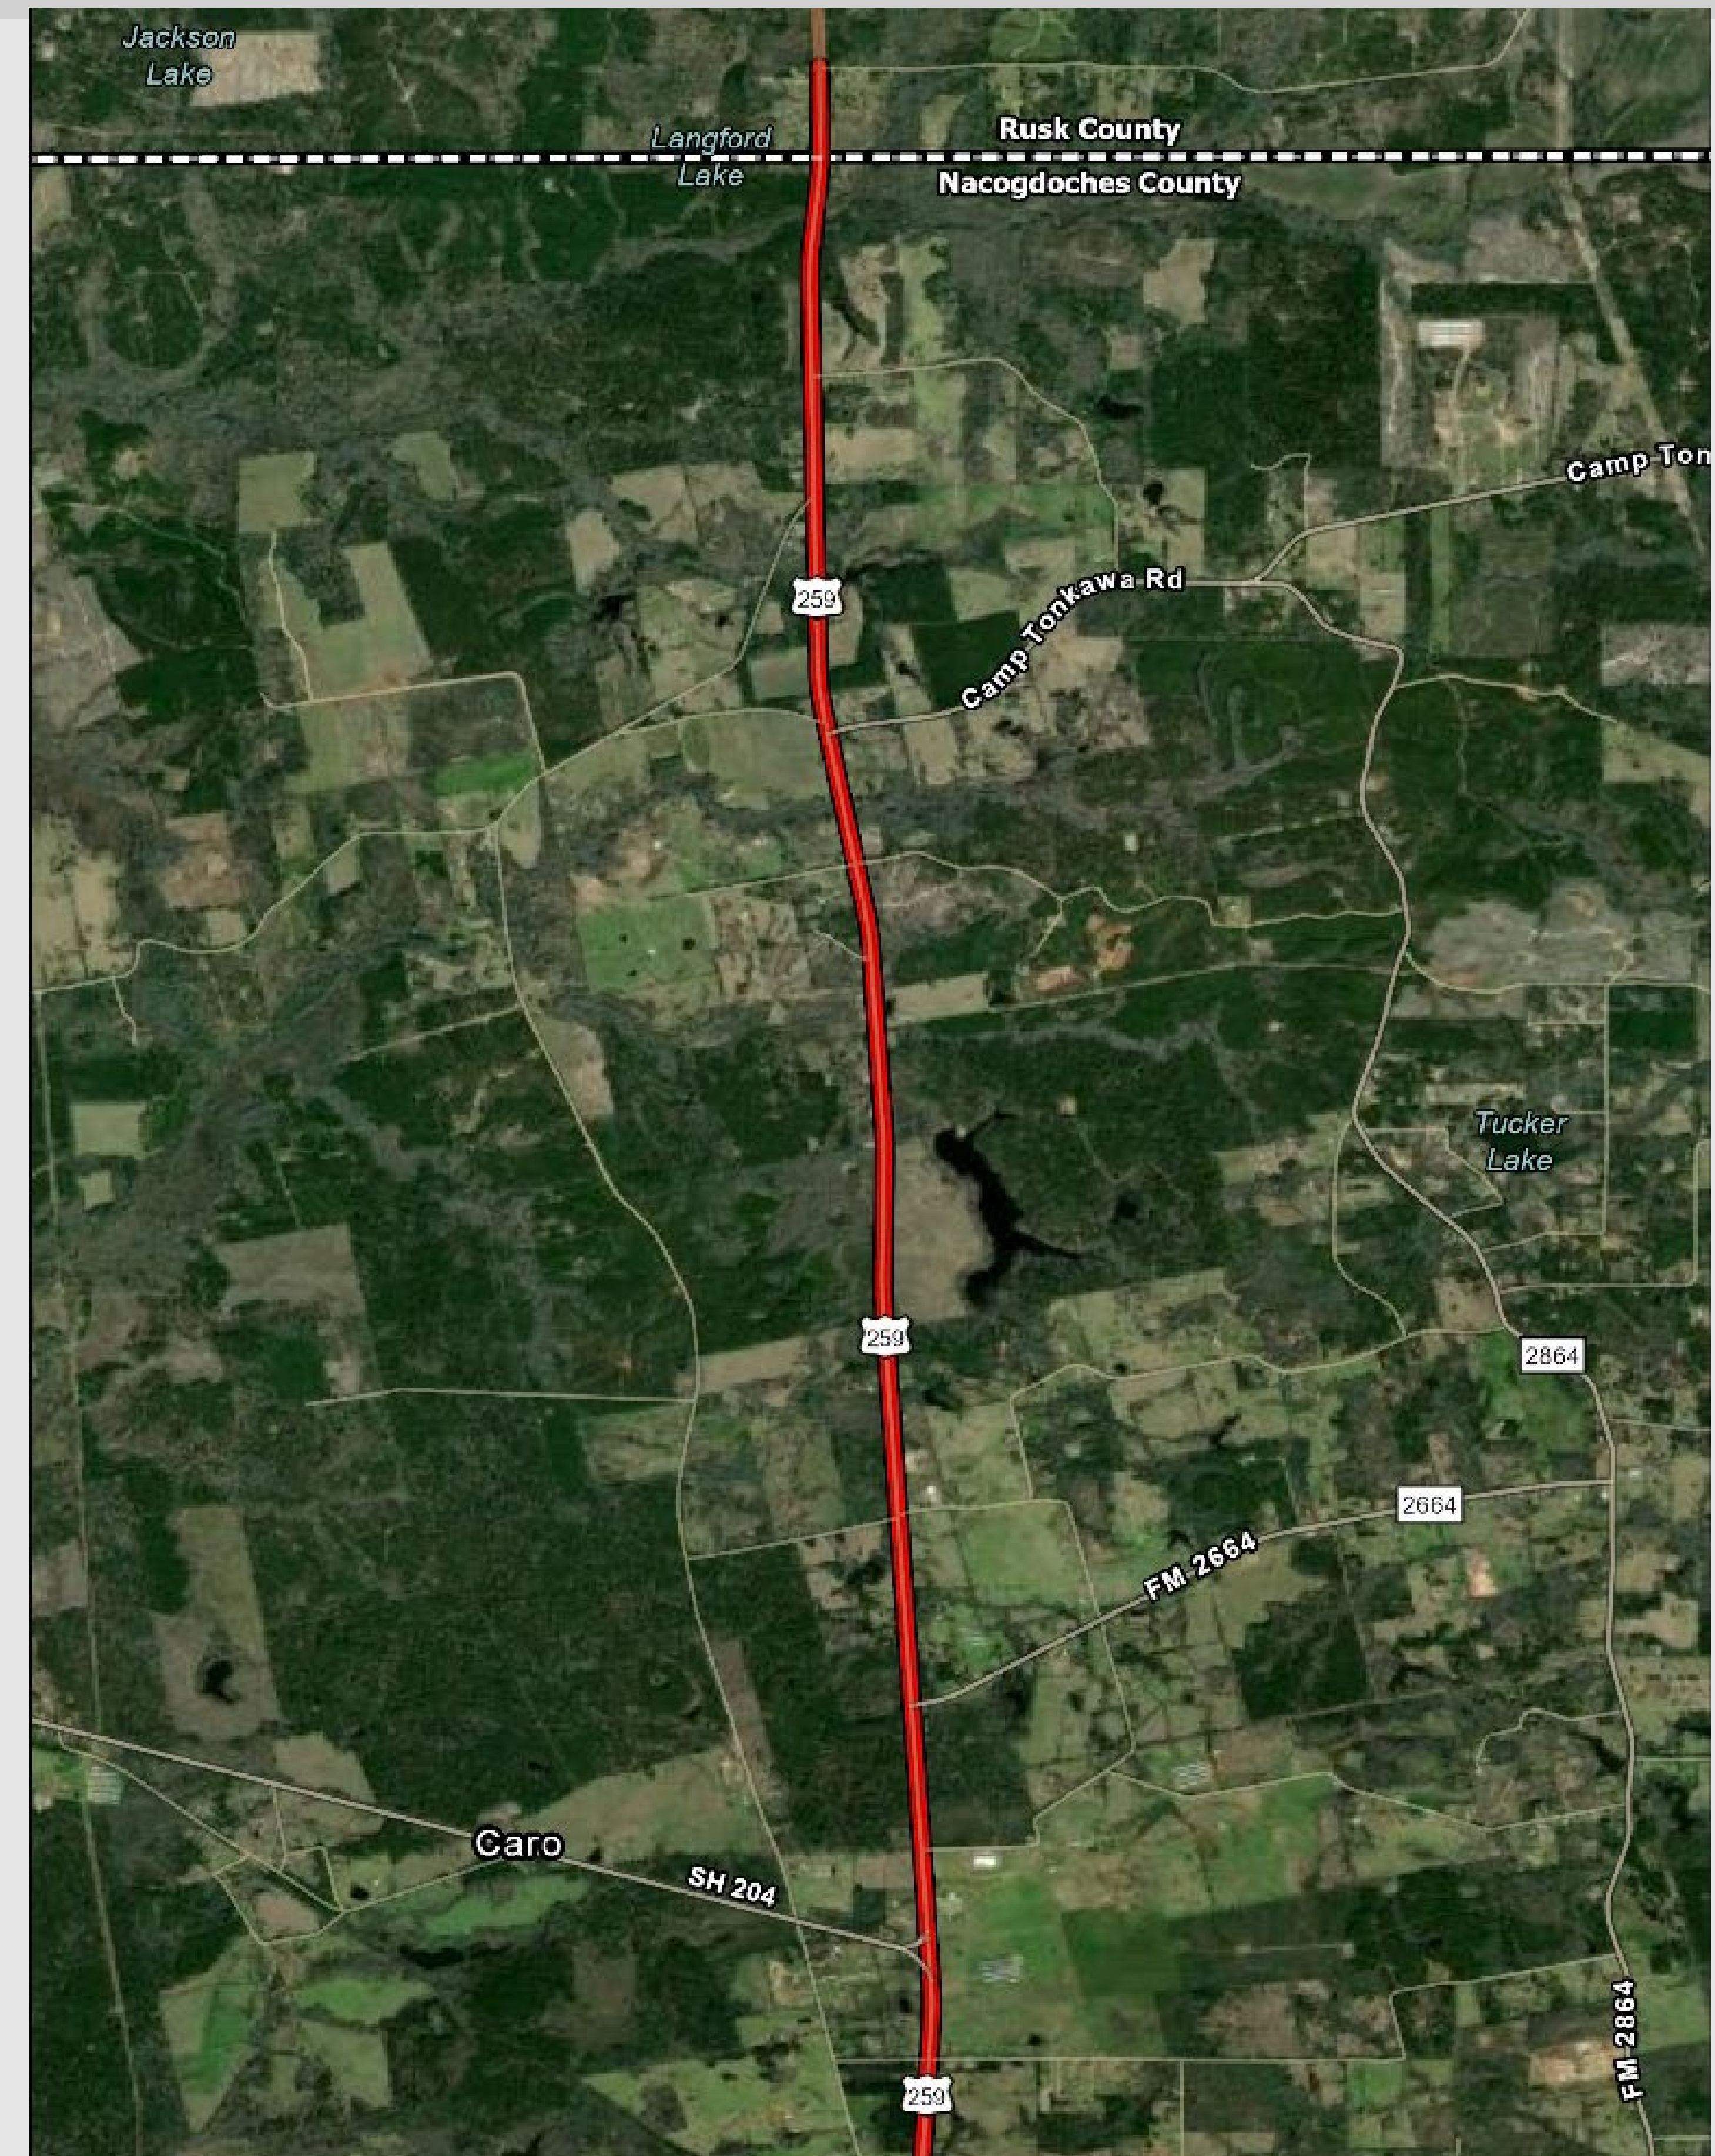 Jackson
Lake
Langford
Lake
Rusk County
Nacogdoches County
Camp Ton
259
Camp Tonkawa Rd
Tucker
Lake
259
2864
2664
FM 2664
Caro
SH 204
FM 2864
259